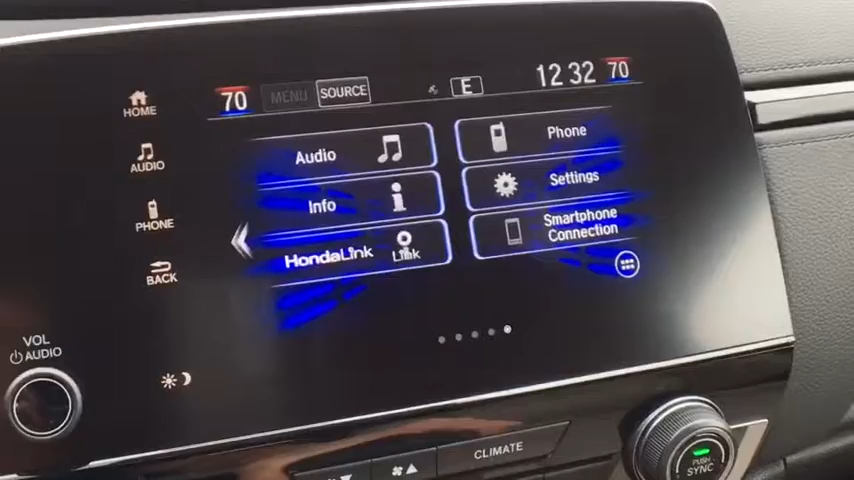 HOME
70 MENU SOURCE E 12 32 70
AUDIO
Audio Phone
PHONE
Info Settings
BACK
HondaLink Link Smartphone
Connection
VOL
AUDIO
CLIMATE
PUSH
SYNC